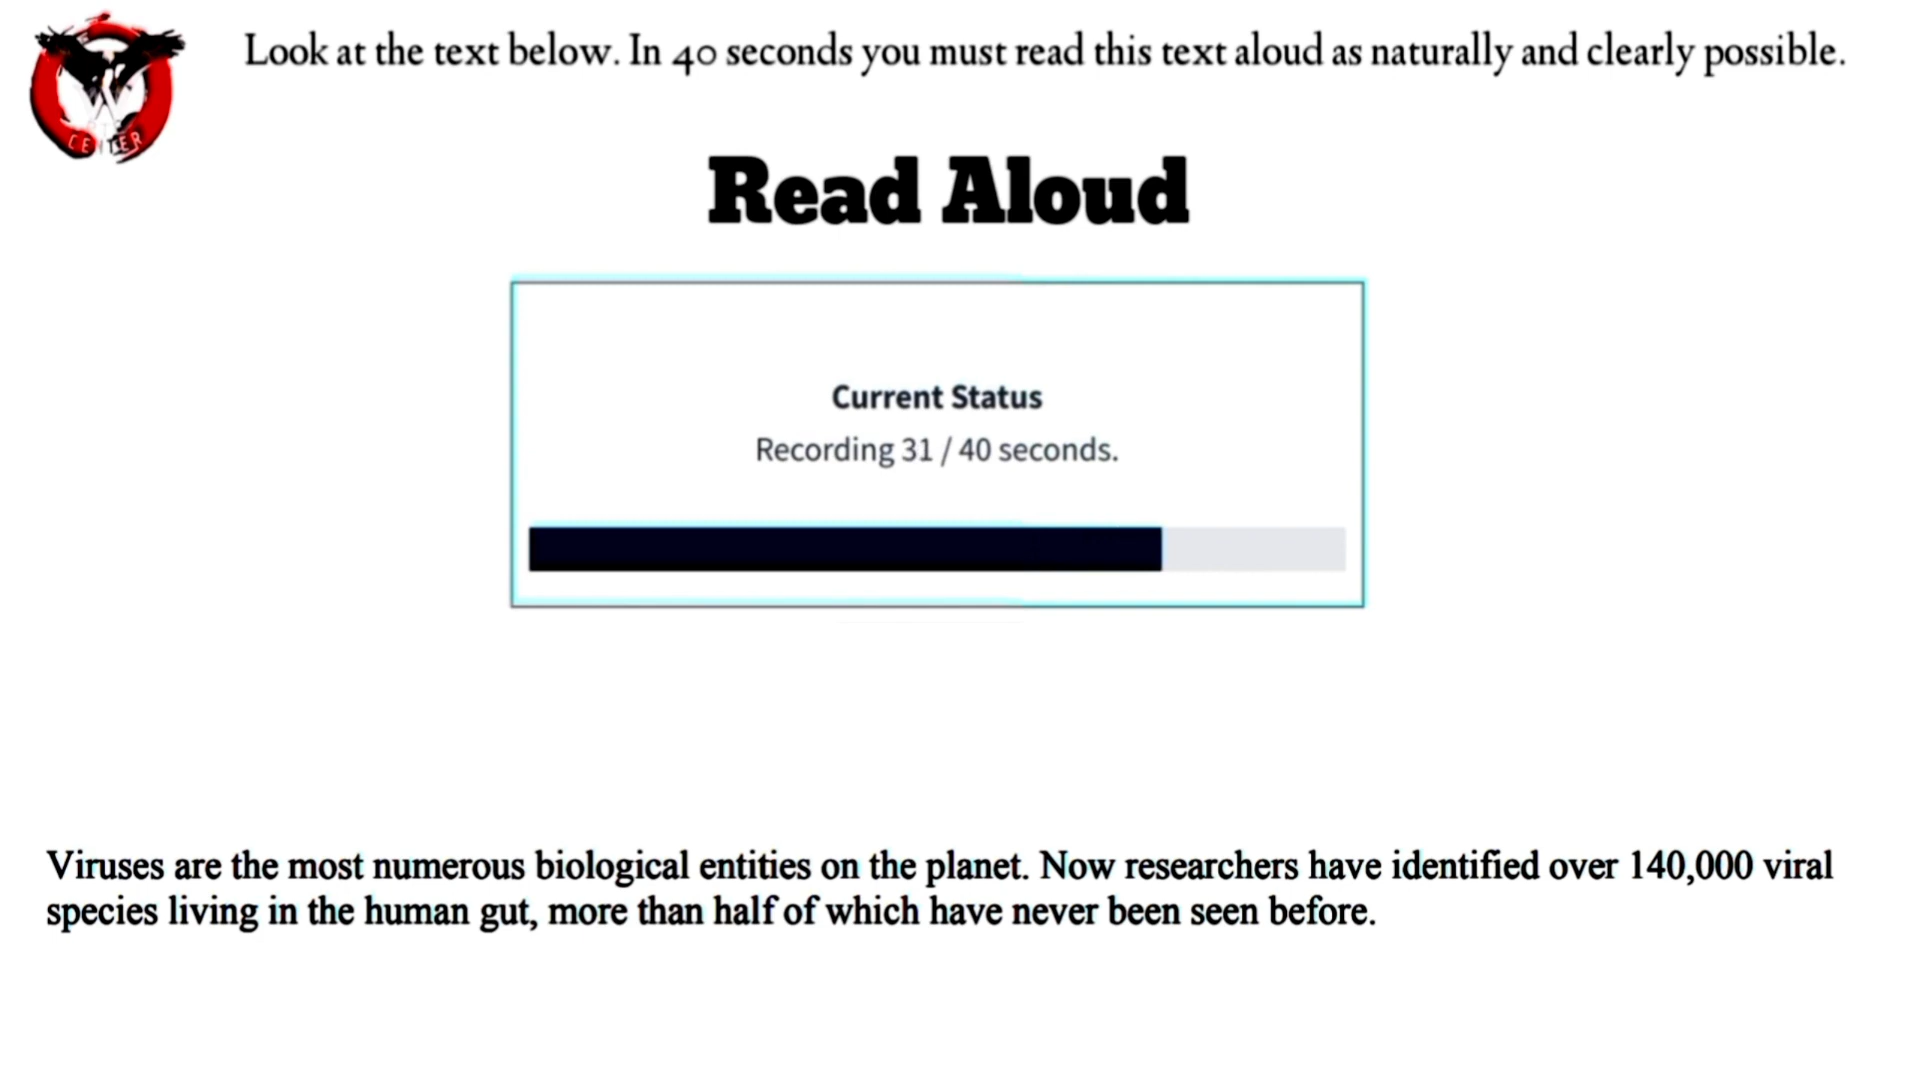 Look at the text below. In 40 seconds you must read this text aloud as naturally and clearly possible.
CENTER
Read Aloud
Current Status
Recording 31 / 40 seconds.
Viruses are the most numerous biological entities on the planet. Now researchers have identified over 140,000 viral
species living in the human gut, more than half of which have never been seen before.